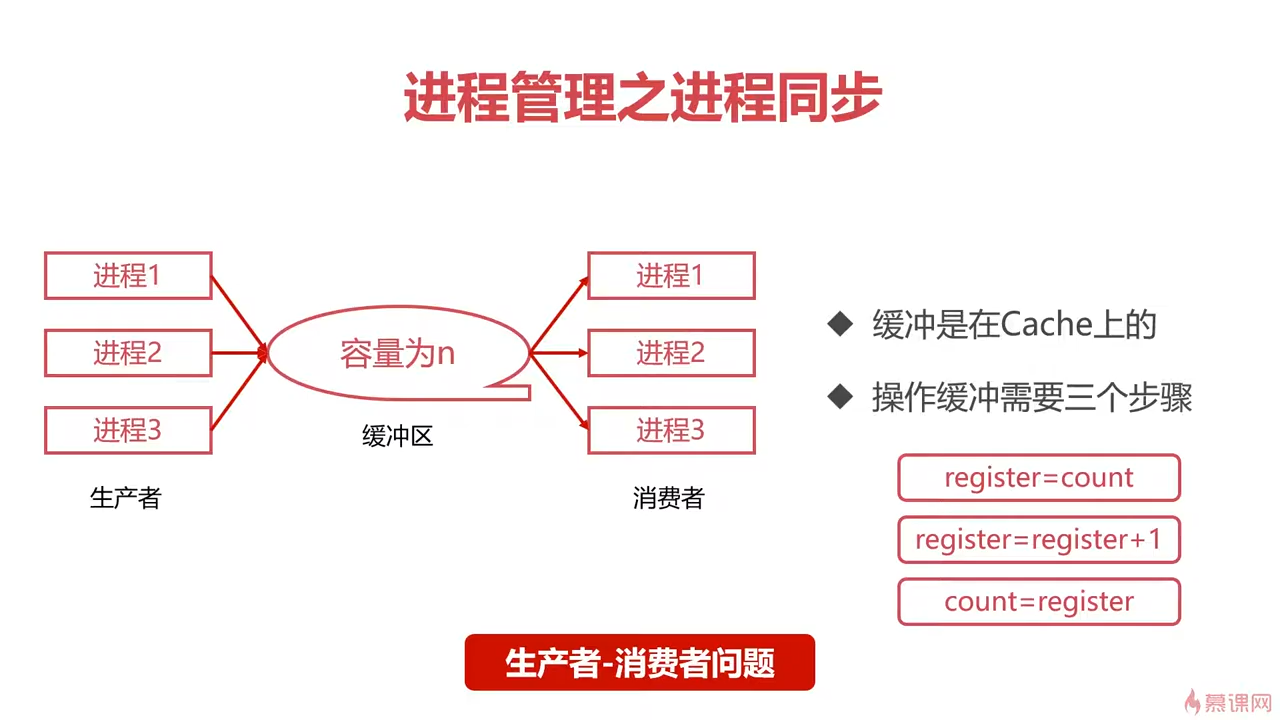 进程管理之进程同步
进程1
进程2
进程3
生产者
容量为n
缓冲区
进程1
进程2
进程3
消费者
缓冲是在Cache上的
操作缓冲需要三个步骤
register=count
register=register+1
count=register
生产者-消费者问题
慕课网